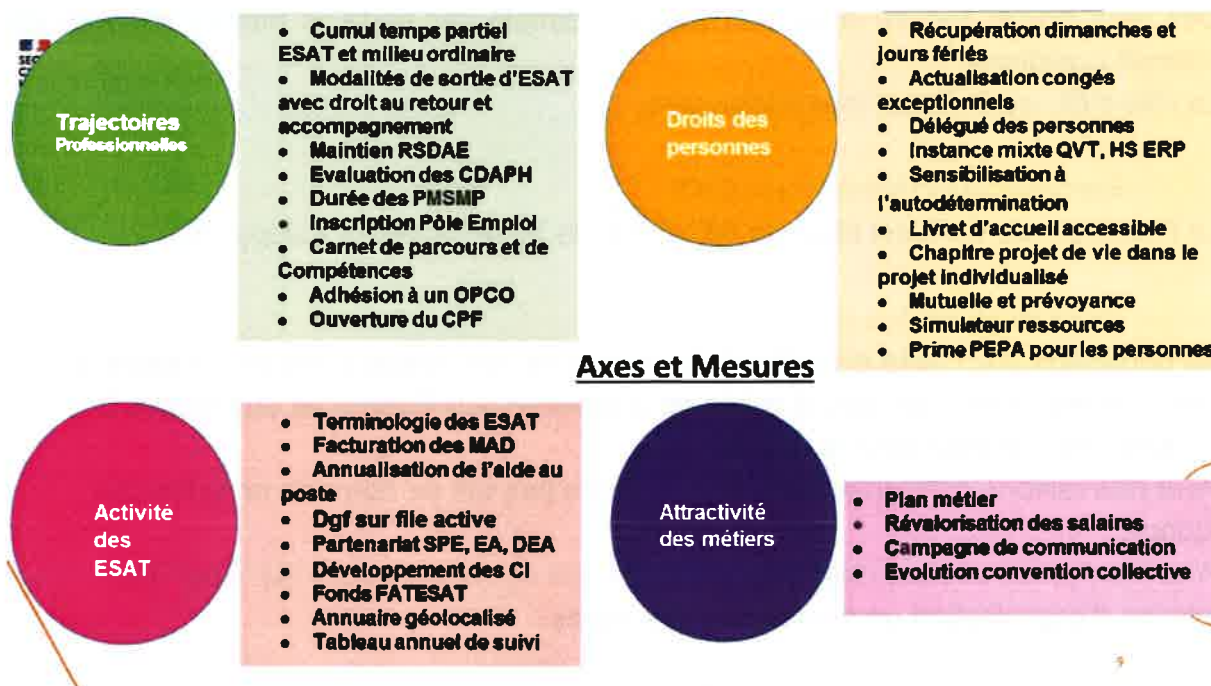 Trajectoires
Professionnelles
• Cumul temps partiel
ESAT et milieu ordinaire
• Modalités de sortie d'ESAT
avec droit au retour et
accompagnement
• Maintien RSDAE
• Evaluation des CDAPH
• Durée des PMSMP
• Inscription Pôle Emploi
• Carnet de parcours et de
Compétences
• Adhésion à un OPCO
• Ouverture du CPF
Droits des
personnes
• Récupération dimanches et
jours fériés
• Actualisation congés
exceptionnels
• Délégué des personnes
• Instance mixte QVT, HS ERP
• Sensibilisation à
l'autodétermination
• Livret d'accueil accessible
• Chapitre projet de vie dans le
projet individualisé
• Mutuelle et prévoyance
• Simulateur ressources
• Prime PEPA pour les personnes
Axes et Mesures
Activité
des
ESAT
• Terminologie des ESAT
• Facturation des MAD
• Annualisation de l'aide au
poste
• Dgf sur file active
• Partenariat SPE, EA, DEA
• Développement des CI
• Fonds FATESAT
• Annuaire géolocalisé
• Tableau annuel de suivi
Attractivité
des métiers
• Plan métier
• Révalorisation des salaires
• Campagne de communication
• Evolution convention collective